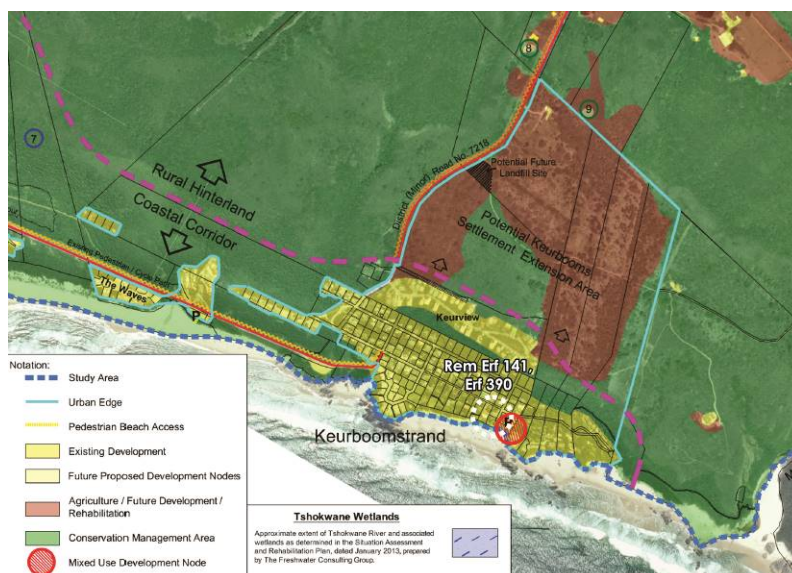 8
9
7
Rural Hinterland
Coastal Corridor
District (Minor) Road No. 7218
Potential Future
Landfill Site
Potential Keurbooms
Settlement Extension Area
Existing Pedestrian / Cycle Path
The Waves
P
Keurview
Rem Erf 141,
Erf 390
P
Keurboomstrand
Notation:
Study Area
Urban Edge
Pedestrian Beach Access
Existing Development
Future Proposed Development Noders
Agriculture / Future Development /
Rehabilitation
Conservation Management Area
Mixed Use Development Node
Tshokwane Wetlands
Approximate extent of Tshokwane River and associated
wetlands as determined in the Situation Assessment
and Rehabilitation Plan, dated January 2013, prepared
by The Freshwater Consulting Group.